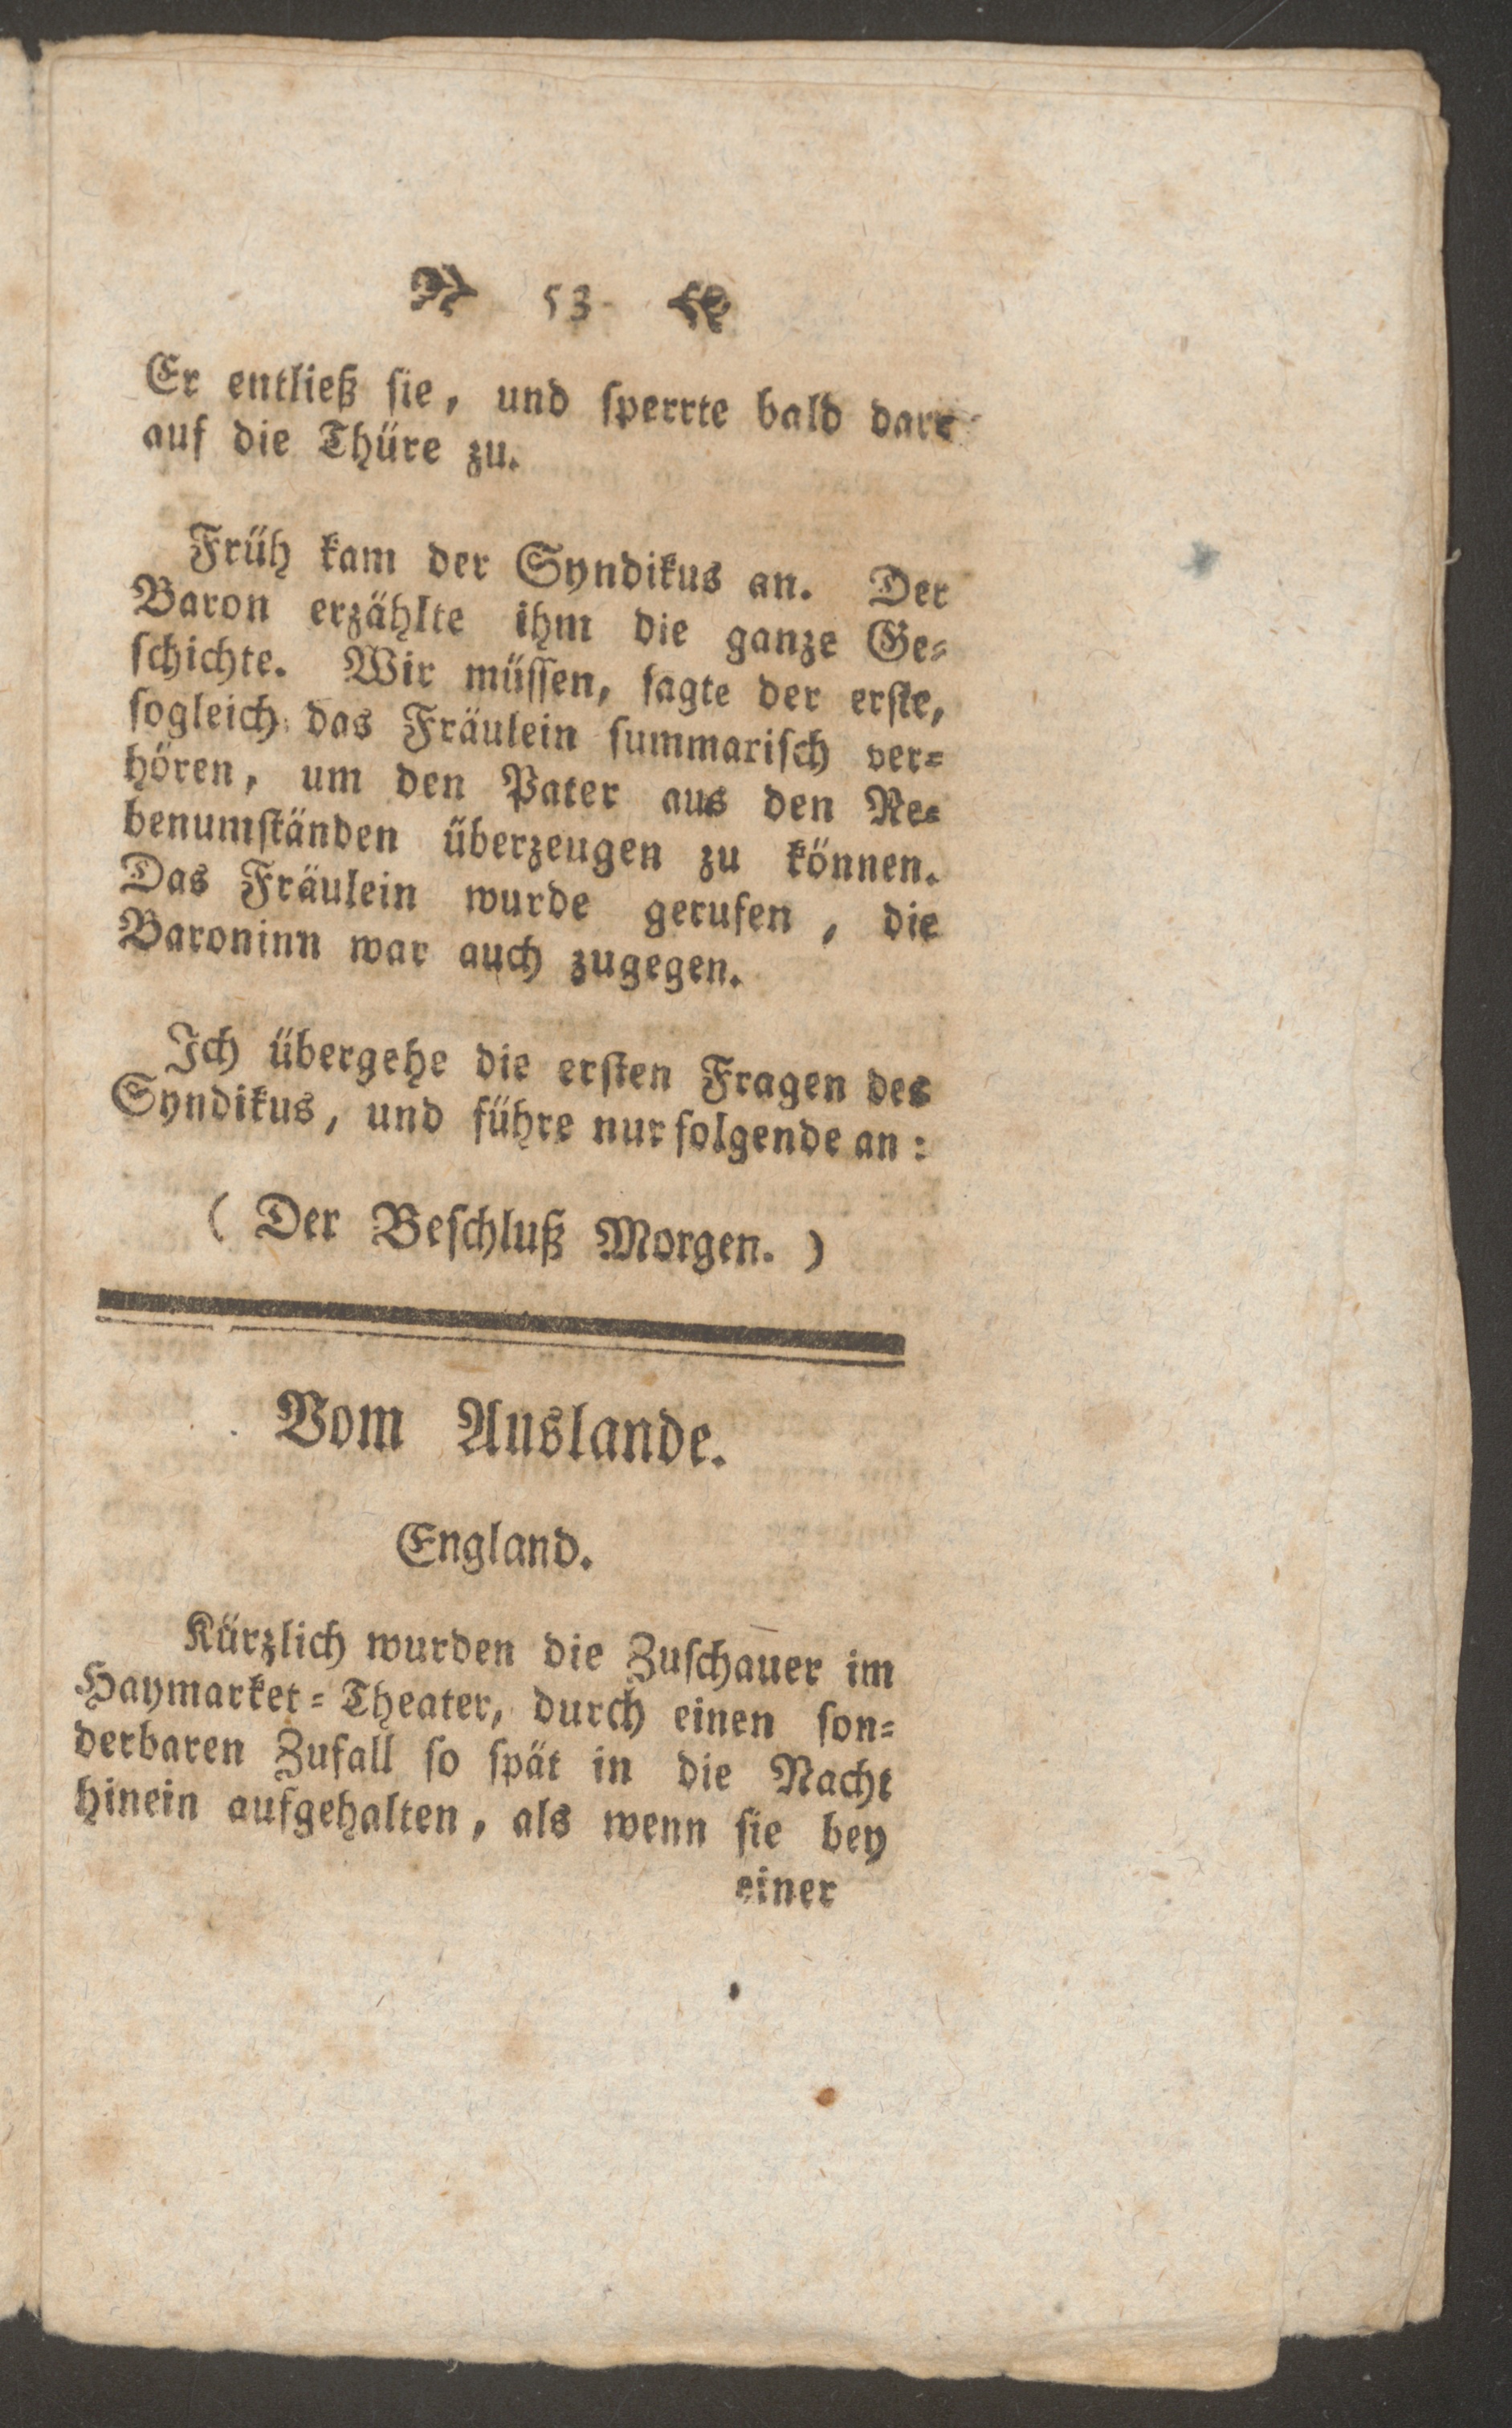 53
Er entließ sie, und sperrte bald dar-
auf die Thüre zu.
Früh kam der Syndikus an. Der
Baron erzählte ihm die ganze Ge-
schichte. Wir müssen, sagte der erste,
sogleich das Fräulein summarisch ver-
hören, um den Pater aus den Ne-
benumständen überzeugen zu können.
Das Fräulein wurde gerufen, die
Baroninn war auch zugegen.
Ich übergehe die ersten Fragen des
Syndikus, und führe nur folgende an:
( Der Beschluß Morgen. )
Vom Auslande.
England.
Kürzlich wurden die Zuschauer im
Haymarket-Theater, durch einen son-
derbaren Zufall so spät in die Nacht
hinein aufgehalten, als wenn sie bey
einer